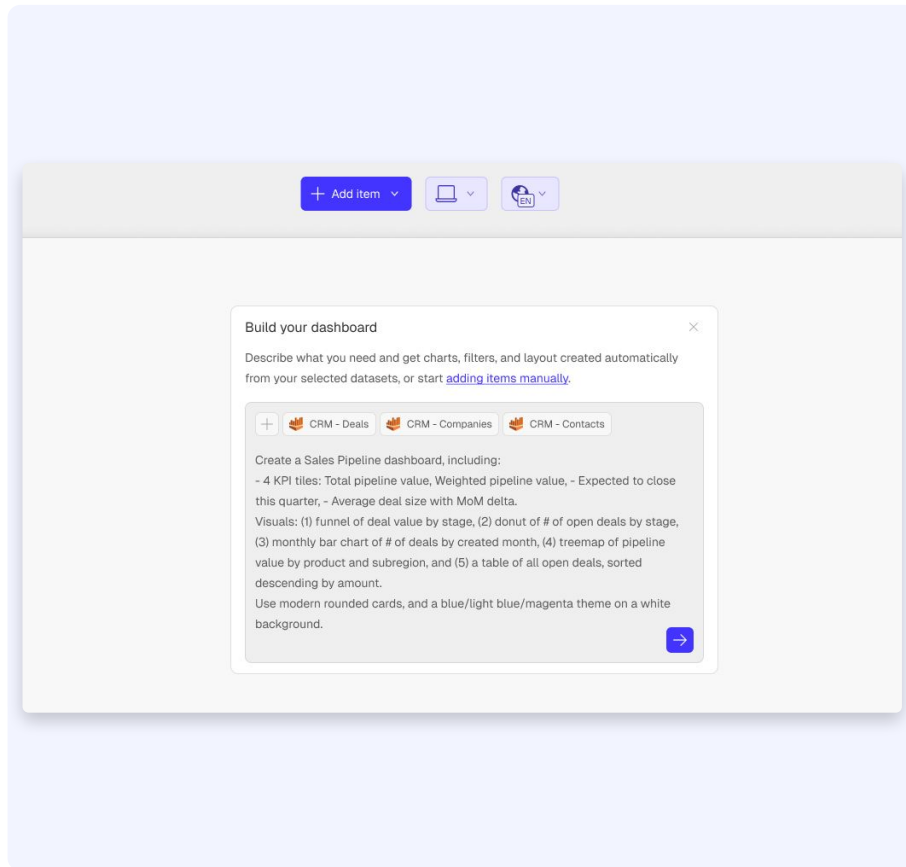 Add item
EN
Build your dashboard
Describe what you need and get charts, filters, and layout created automatically
from your selected datasets, or start adding items manually.
CRM - Deals CRM - Companies CRM - Contacts
Create a Sales Pipeline dashboard, including:
- 4 KPI tiles: Total pipeline value, Weighted pipeline value, - Expected to close
this quarter, - Average deal size with MoM delta.
Visuals: (1) funnel of deal value by stage, (2) donut of # of open deals by stage,
(3) monthly bar chart of # of deals by created month, (4) treemap of pipeline
value by product and subregion, and (5) a table of all open deals, sorted
descending by amount.
Use modern rounded cards, and a blue/light blue/magenta theme on a white
background.